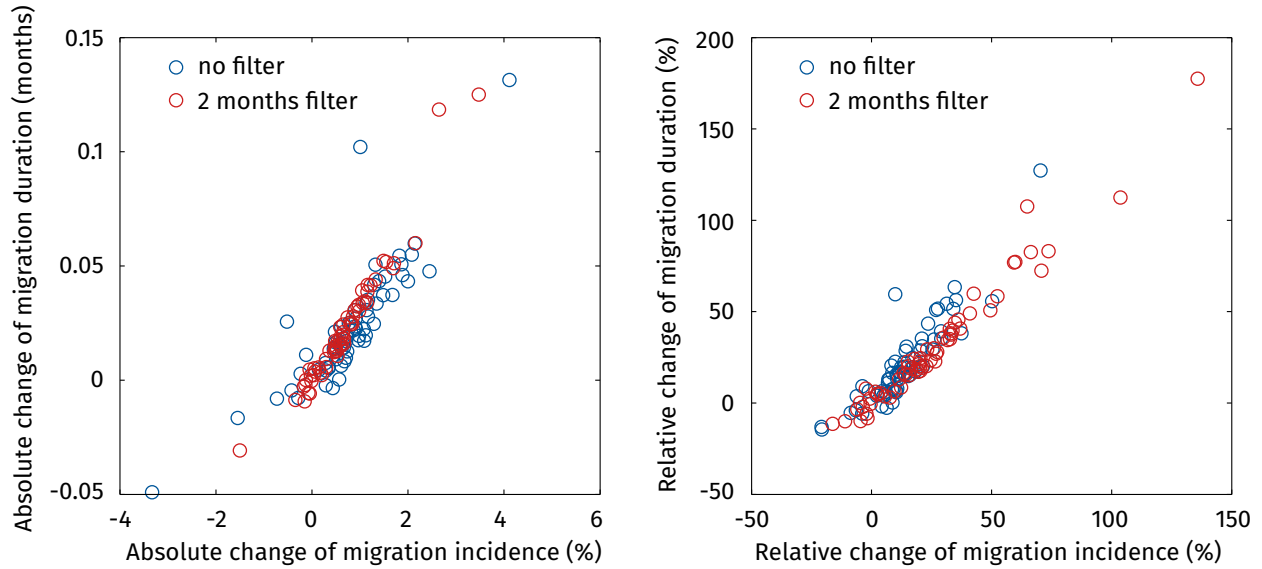 Absolute change of migration duration (months)
0.15
0.1
0.05
0
-0.05
no filter
2 months filter
-4
-2
0
2
4
6
Absolute change of migration incidence (%)
Relative change of migration duration (%)
200
150
100
50
0
-50
no filter
2 months filter
-50
0
50
100
150
Relative change of migration incidence (%)